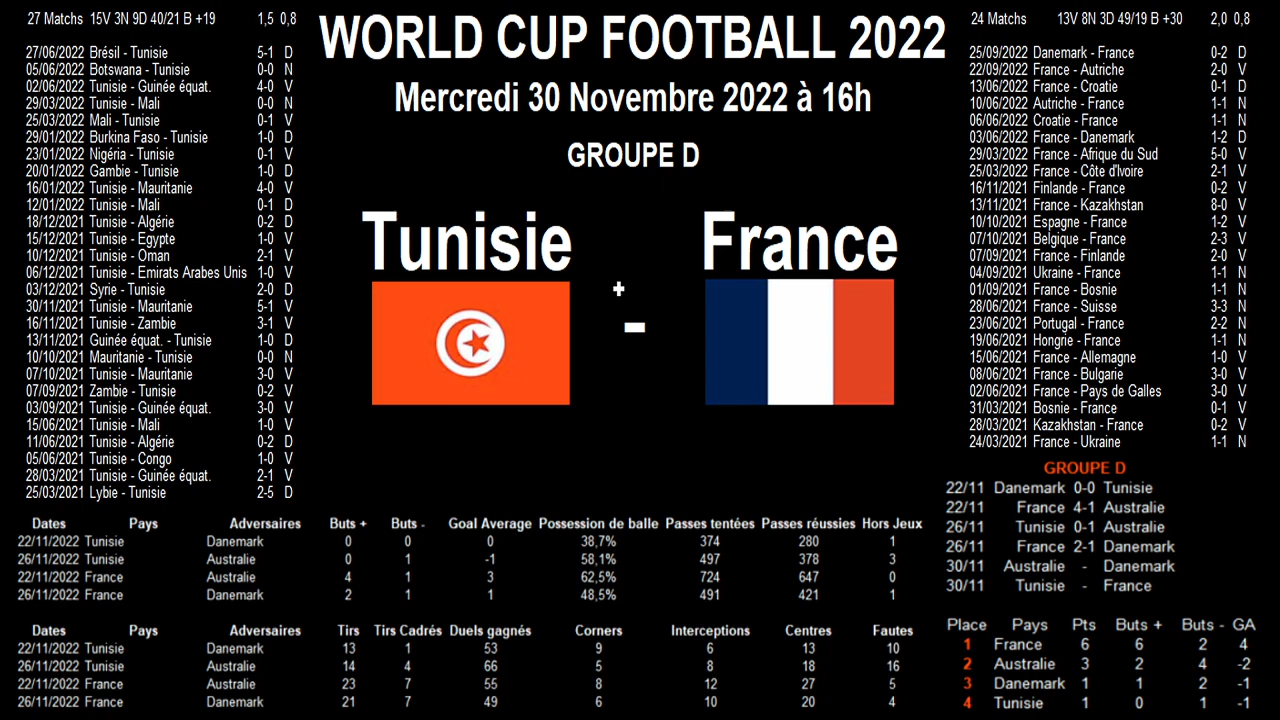 27 Matchs 15V 3N 9D 40/21 B +19 1,5 0,8
27/06/2022 Brésil - Tunisie 5-1 D
05/06/2022 Botswana - Tunisie 0-0 N
02/06/2022 Tunisie - Guinée équat. 4-0 V
29/03/2022 Tunisie - Mali 0-0 N
25/03/2022 Mali - Tunisie 0-1 V
29/01/2022 Burkina Faso - Tunisie 1-0 D
23/01/2022 Nigéria - Tunisie 0-1 V
20/01/2022 Gambie - Tunisie 1-0 D
16/01/2022 Tunisie - Mauritanie 4-0 V
12/01/2022 Tunisie - Mali 0-1 D
18/12/2021 Tunisie - Algérie 0-2 D
15/12/2021 Tunisie - Egypte 1-0 V
10/12/2021 Tunisie - Oman 2-1 V
06/12/2021 Tunisie - Emirats Arabes Unis 1-0 V
03/12/2021 Syrie - Tunisie 2-0 D
30/11/2021 Tunisie - Mauritanie 5-1 V
16/11/2021 Tunisie - Zambie 3-1 V
13/11/2021 Guinée équat. - Tunisie 1-0 D
10/10/2021 Mauritanie - Tunisie 0-0 N
07/10/2021 Tunisie - Mauritanie 3-0 V
07/09/2021 Zambie - Tunisie 0-2 V
03/09/2021 Tunisie - Guinée équat. 3-0 V
15/06/2021 Tunisie - Mali 1-0 V
11/06/2021 Tunisie - Algérie 0-2 D
05/06/2021 Tunisie - Congo 1-0 V
28/03/2021 Tunisie - Guinée équat. 2-1 V
25/03/2021 Lybie - Tunisie 2-5 D
WORLD CUP FOOTBALL 2022
Mercredi 30 Novembre 2022 à 16h
GROUPE D
Tunisie France
+
-
24 Matchs 13V 8N 3D 49/19 B +30 2,0 0,8
25/09/2022 Danemark - France 0-2 D
22/09/2022 France - Autriche 2-0 V
13/06/2022 France - Croatie 0-1 D
10/06/2022 Autriche - France 1-1 N
06/06/2022 Croatie - France 1-1 N
03/06/2022 France - Danemark 1-2 D
29/03/2022 France - Afrique du Sud 5-0 V
25/03/2022 France - Côte d'Ivoire 2-1 V
16/11/2021 Finlande - France 0-2 V
13/11/2021 France - Kazakhstan 8-0 V
10/10/2021 Espagne - France 1-2 V
07/10/2021 Belgique - France 2-3 V
07/09/2021 France - Finlande 2-0 V
04/09/2021 Ukraine - France 1-1 N
01/09/2021 France - Bosnie 1-1 N
28/06/2021 France - Suisse 3-3 N
23/06/2021 Portugal - France 2-2 N
19/06/2021 Hongrie - France 1-1 N
15/06/2021 France - Allemagne 1-0 V
08/06/2021 France - Bulgarie 3-0 V
02/06/2021 France - Pays de Galles 3-0 V
31/03/2021 Bosnie - France 0-1 V
28/03/2021 Kazakhstan - France 0-2 V
24/03/2021 France - Ukraine 1-1 N
GROUPE D
22/11 Danemark 0-0 Tunisie
22/11 France 4-1 Australie
26/11 Tunisie 0-1 Australie
26/11 France 2-1 Danemark
30/11 Australie - Danemark
30/11 Tunisie - France
Dates Pays Adversaires Buts + Buts - Goal Average Possession de balle Passes tentées Passes réussies Hors Jeux
22/11/2022 Tunisie Danemark 0 0 0 38,7% 374 280 1
26/11/2022 Tunisie Australie 0 1 -1 58,1% 497 378 3
22/11/2022 France Australie 4 1 3 62,5% 724 647 0
26/11/2022 France Danemark 2 1 1 48,5% 491 421 1
Dates Pays Adversaires Tirs Tirs Cadrés Duels gagnés Corners Interceptions Centres Fautes
22/11/2022 Tunisie Danemark 13 1 53 9 6 13 10
26/11/2022 Tunisie Australie 14 4 66 5 8 18 16
22/11/2022 France Australie 23 7 55 8 12 27 5
26/11/2022 France Danemark 21 7 49 6 10 20 4
Place Pays Pts Buts + Buts - GA
1 France 6 6 2 4
2 Australie 3 2 4 -2
3 Danemark 1 1 2 -1
4 Tunisie 1 0 1 -1